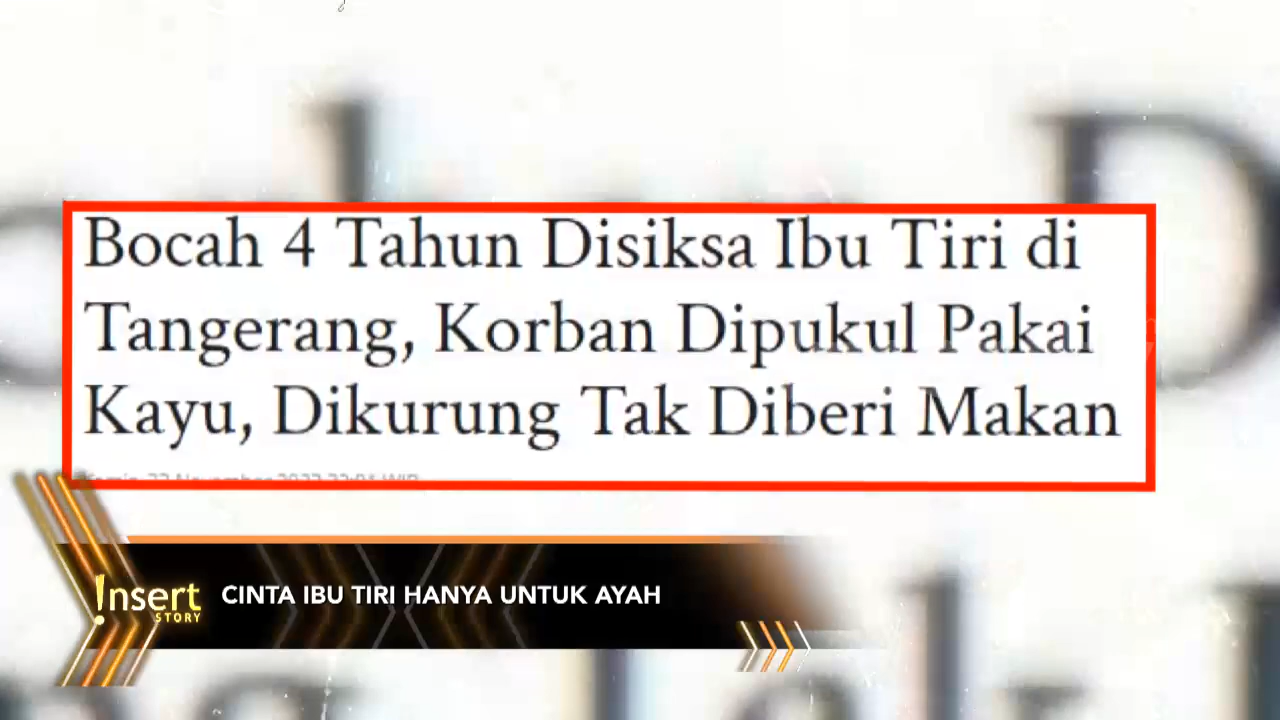 Bocah 4 Tahun Disiksa Ibu Tiri di
Tangerang, Korban Dipukul Pakai
Kayu, Dikurung Tak Diberi Makan
!nsert
STORY
CINTA IBU TIRI HANYA UNTUK AYAH